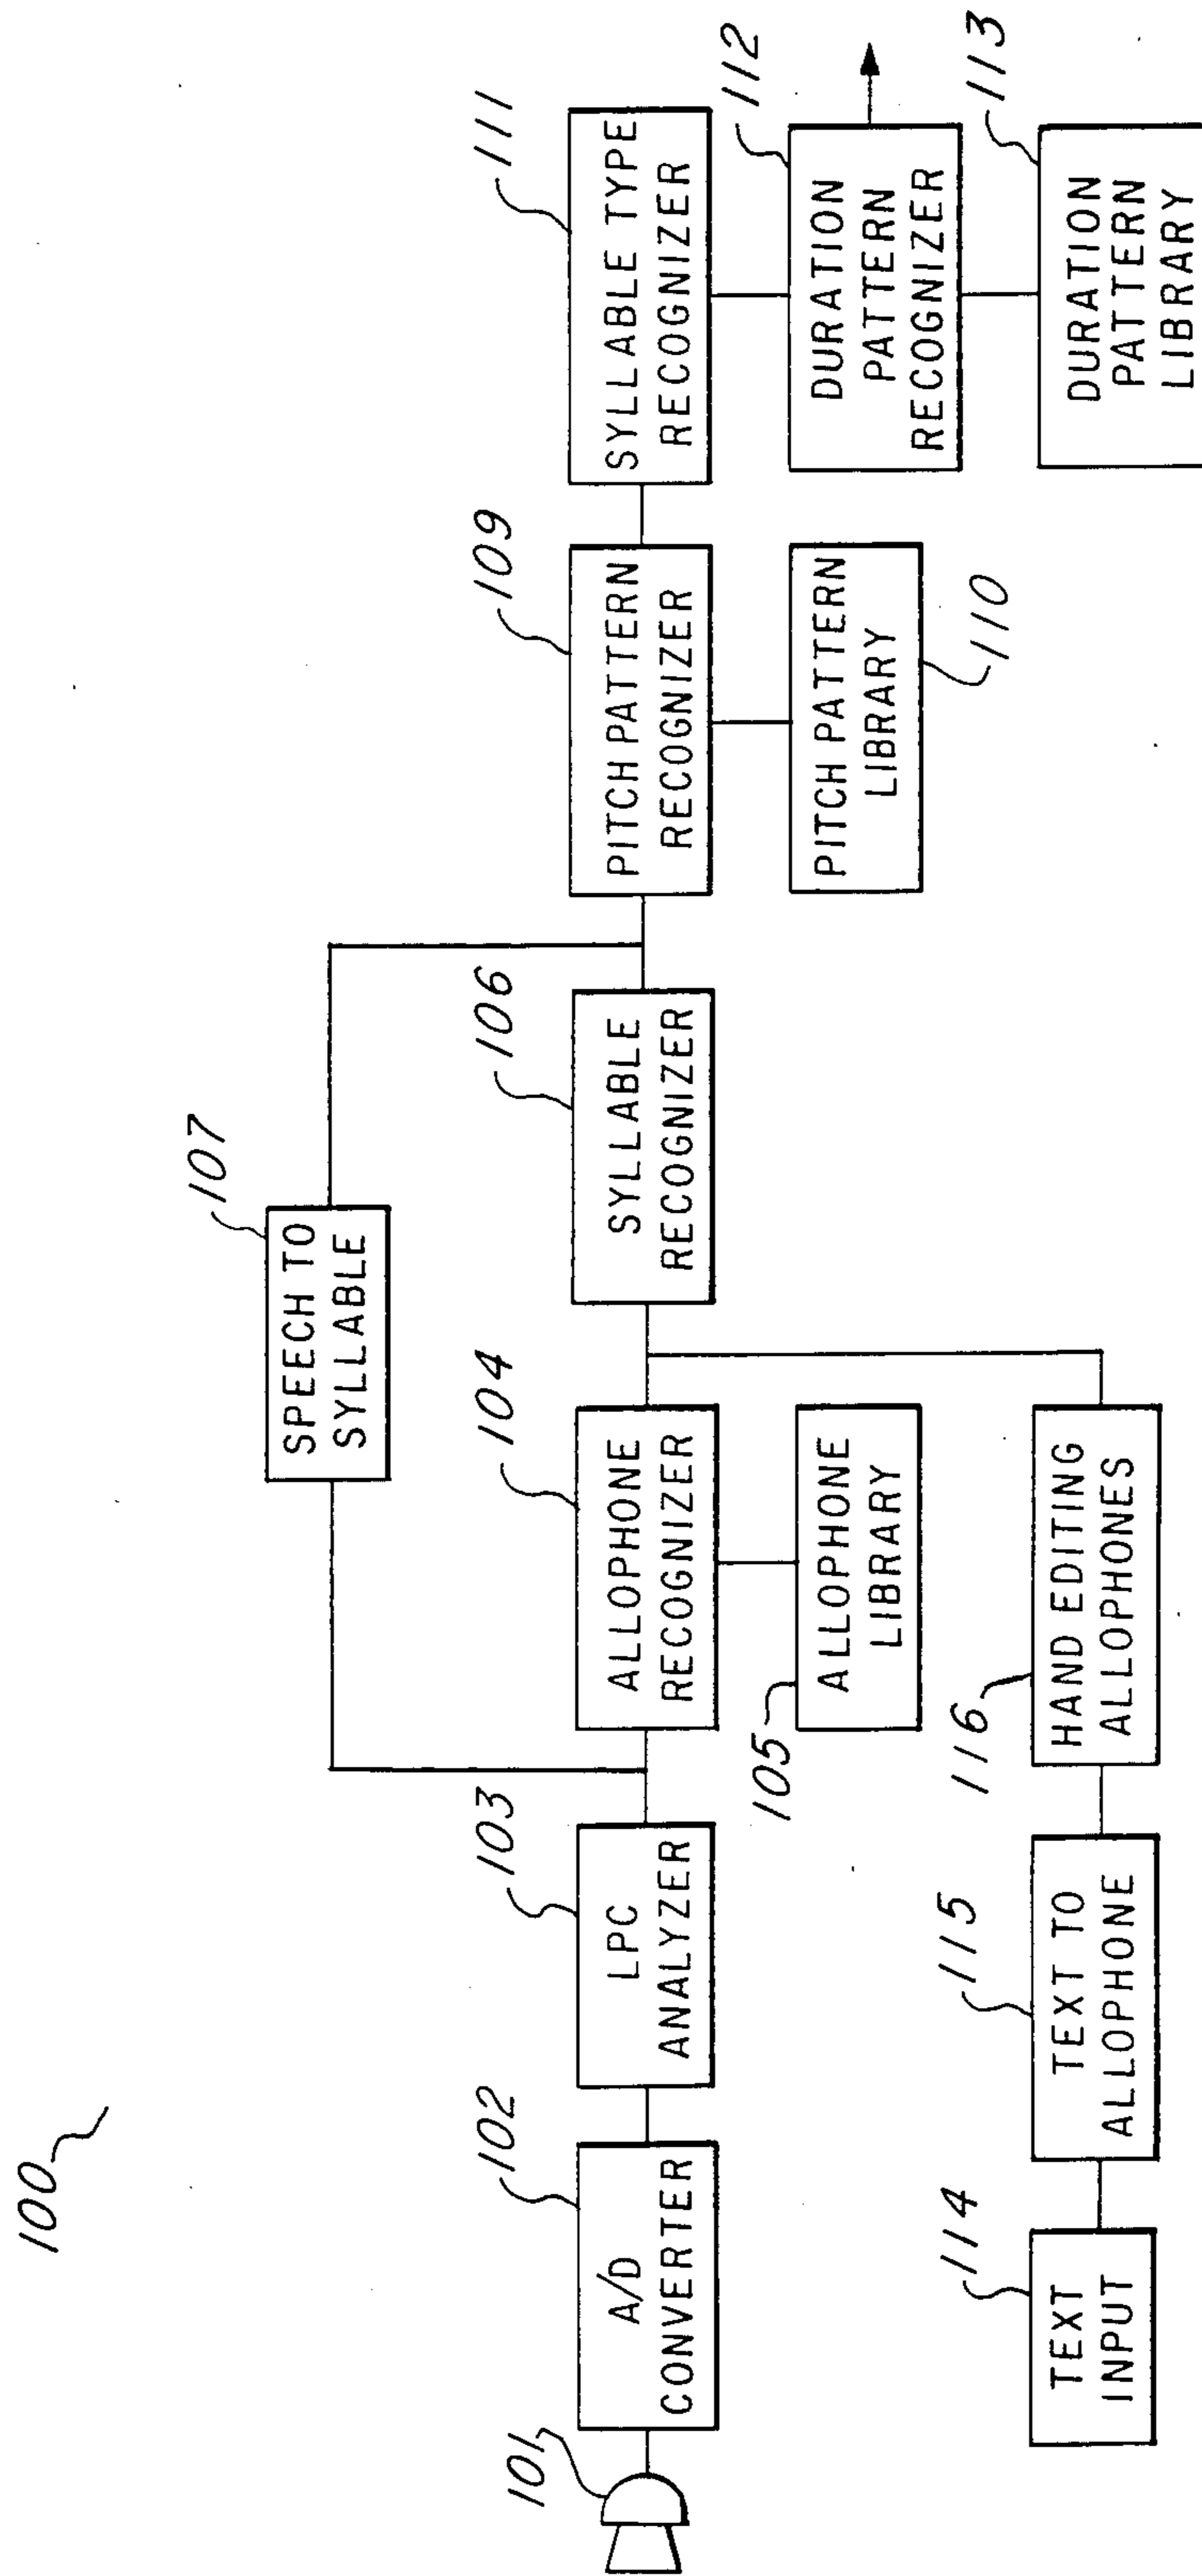 100
101
A/D
CONVERTER
102
LPC
ANALYZER
103
ALLOPHONE
RECOGNIZER
104
ALLOPHONE
LIBRARY
105
SPEECH TO
SYLLABLE
107
SYLLABLE
RECOGNIZER
106
PITCH PATTERN
RECOGNIZER
109
PITCH PATTERN
LIBRARY
110
SYLLABLE TYPE
RECOGNIZER
111
DURATION
PATTERN
RECOGNIZER
112
DURATION
PATTERN
LIBRARY
113
TEXT
INPUT
114
TEXT TO
ALLOPHONE
115
HAND EDITING
ALLOPHONES
116